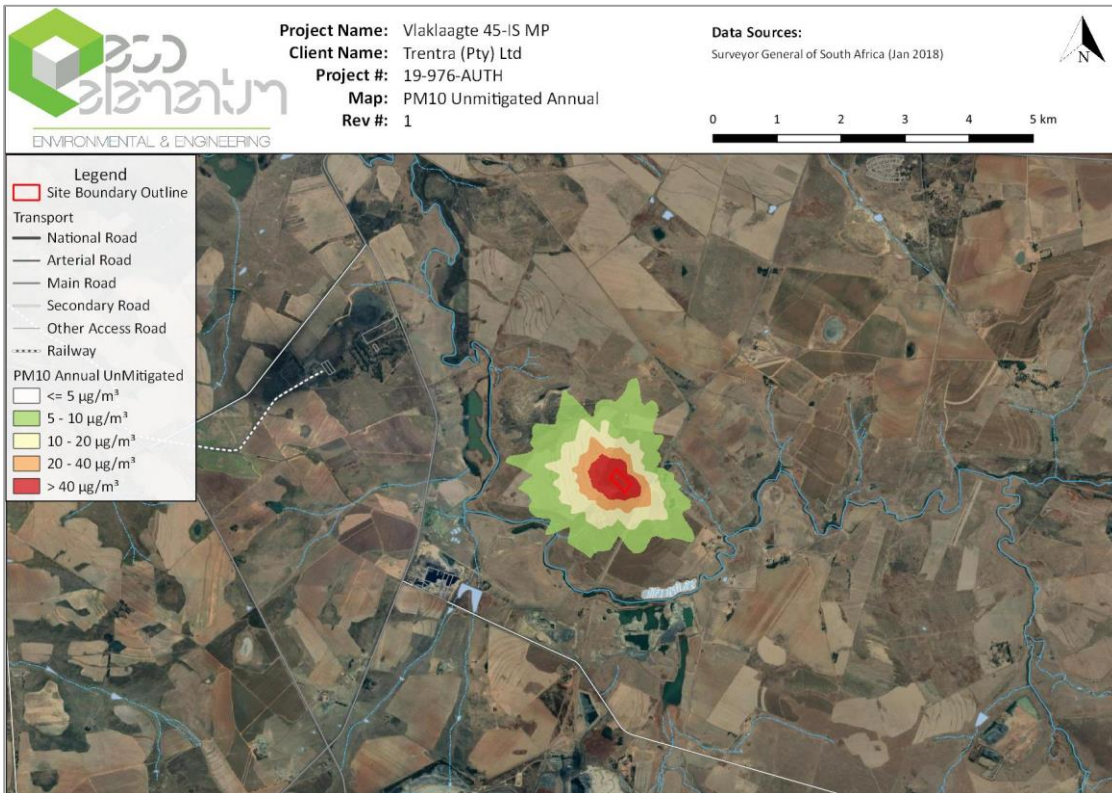 eco
elementum
ENVIRONMENTAL & ENGINEERING
Project Name: Vlaklaagte 45-IS MP
Client Name: Trentra (Pty) Ltd
Project #: 19-976-AUTH
Map: PM10 Unmitigated Annual
Rev #: 1
Data Sources:
Surveyor General of South Africa (Jan 2018)
N
0 1 2 3 4 5 km
Legend
Site Boundary Outline
Transport
National Road
Arterial Road
Main Road
Secondary Road
Other Access Road
Railway
PM10 Annual UnMitigated
<= 5 µg/m³
5 - 10 µg/m³
10 - 20 µg/m³
20 - 40 µg/m³
> 40 µg/m³